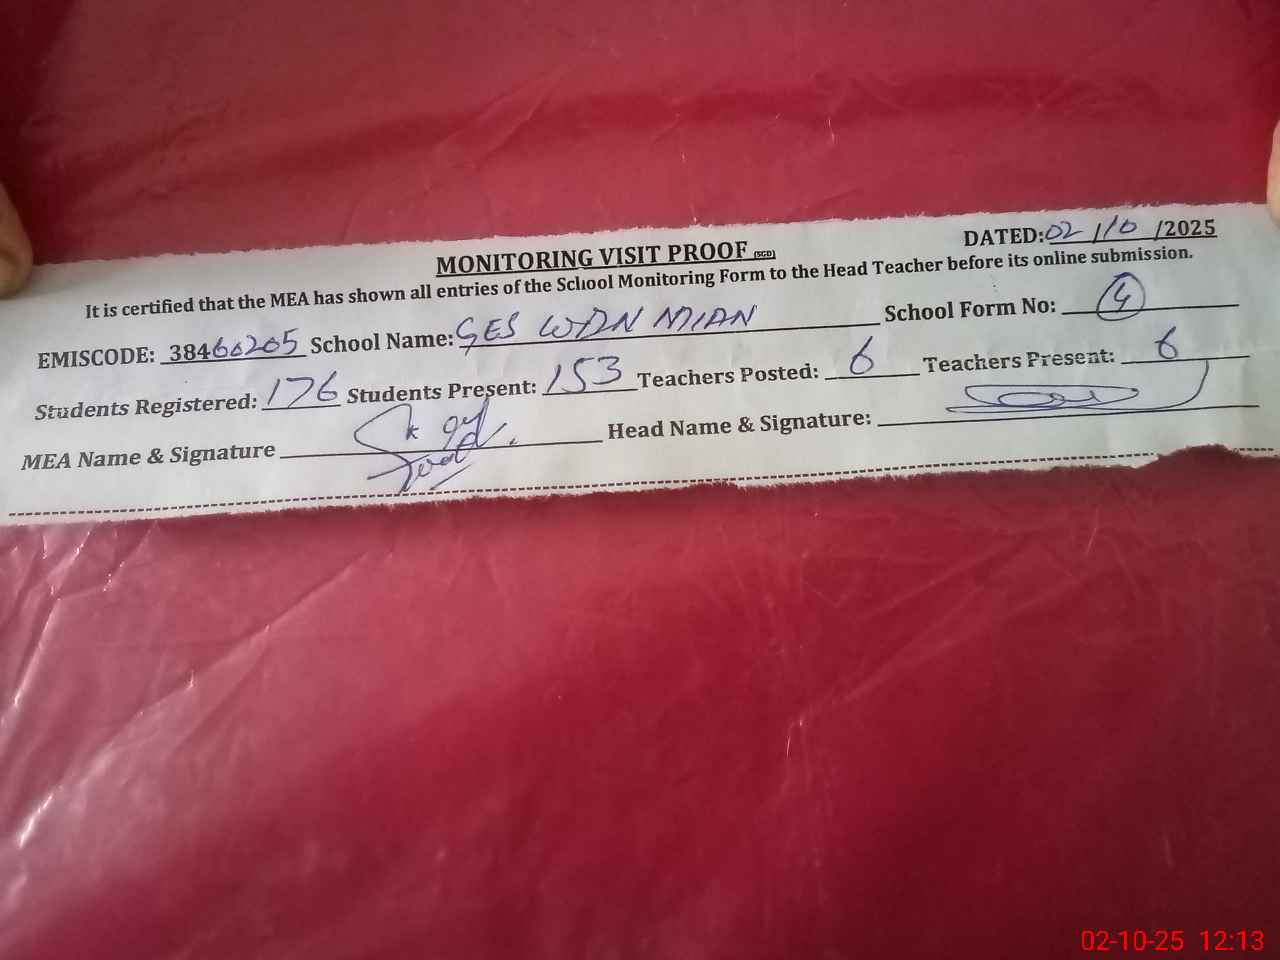 MONITORING VISIT PROOF (SGD)
DATED: 02/10/2025
It is certified that the MEA has shown all entries of the School Monitoring Form to the Head Teacher before its online submission.
EMISCODE: 38460205 School Name: GES WAN MIAN School Form No: 4
Students Registered: 176 Students Present: 153 Teachers Posted: 6 Teachers Present: 6
MEA Name & Signature Head Name & Signature:
02-10-25 12:13